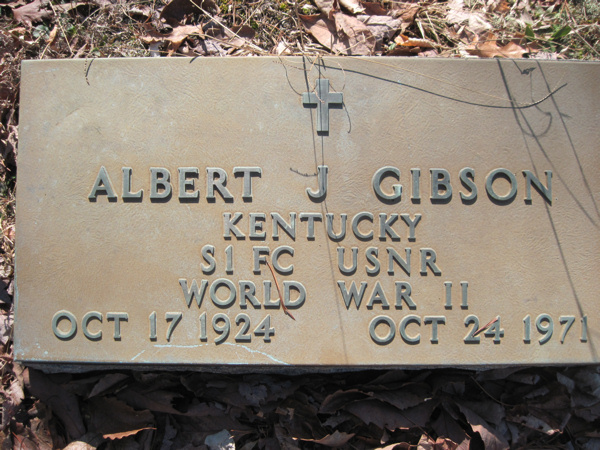 ALBERT J GIBSON
KENTUCKY
S1 FC USNR
WORLD WAR II
OCT 17 1924 OCT 24 1971